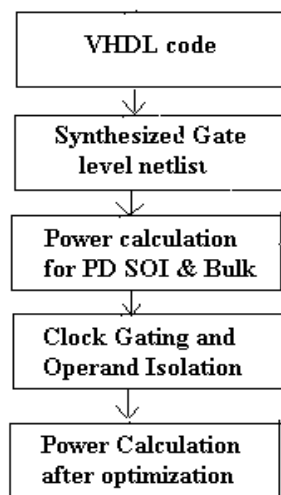 VHDL code
Synthesized Gate
level netlist
Power calculation
for PD SOI & Bulk
Clock Gating and
Operand Isolation
Power Calculation
after optimization